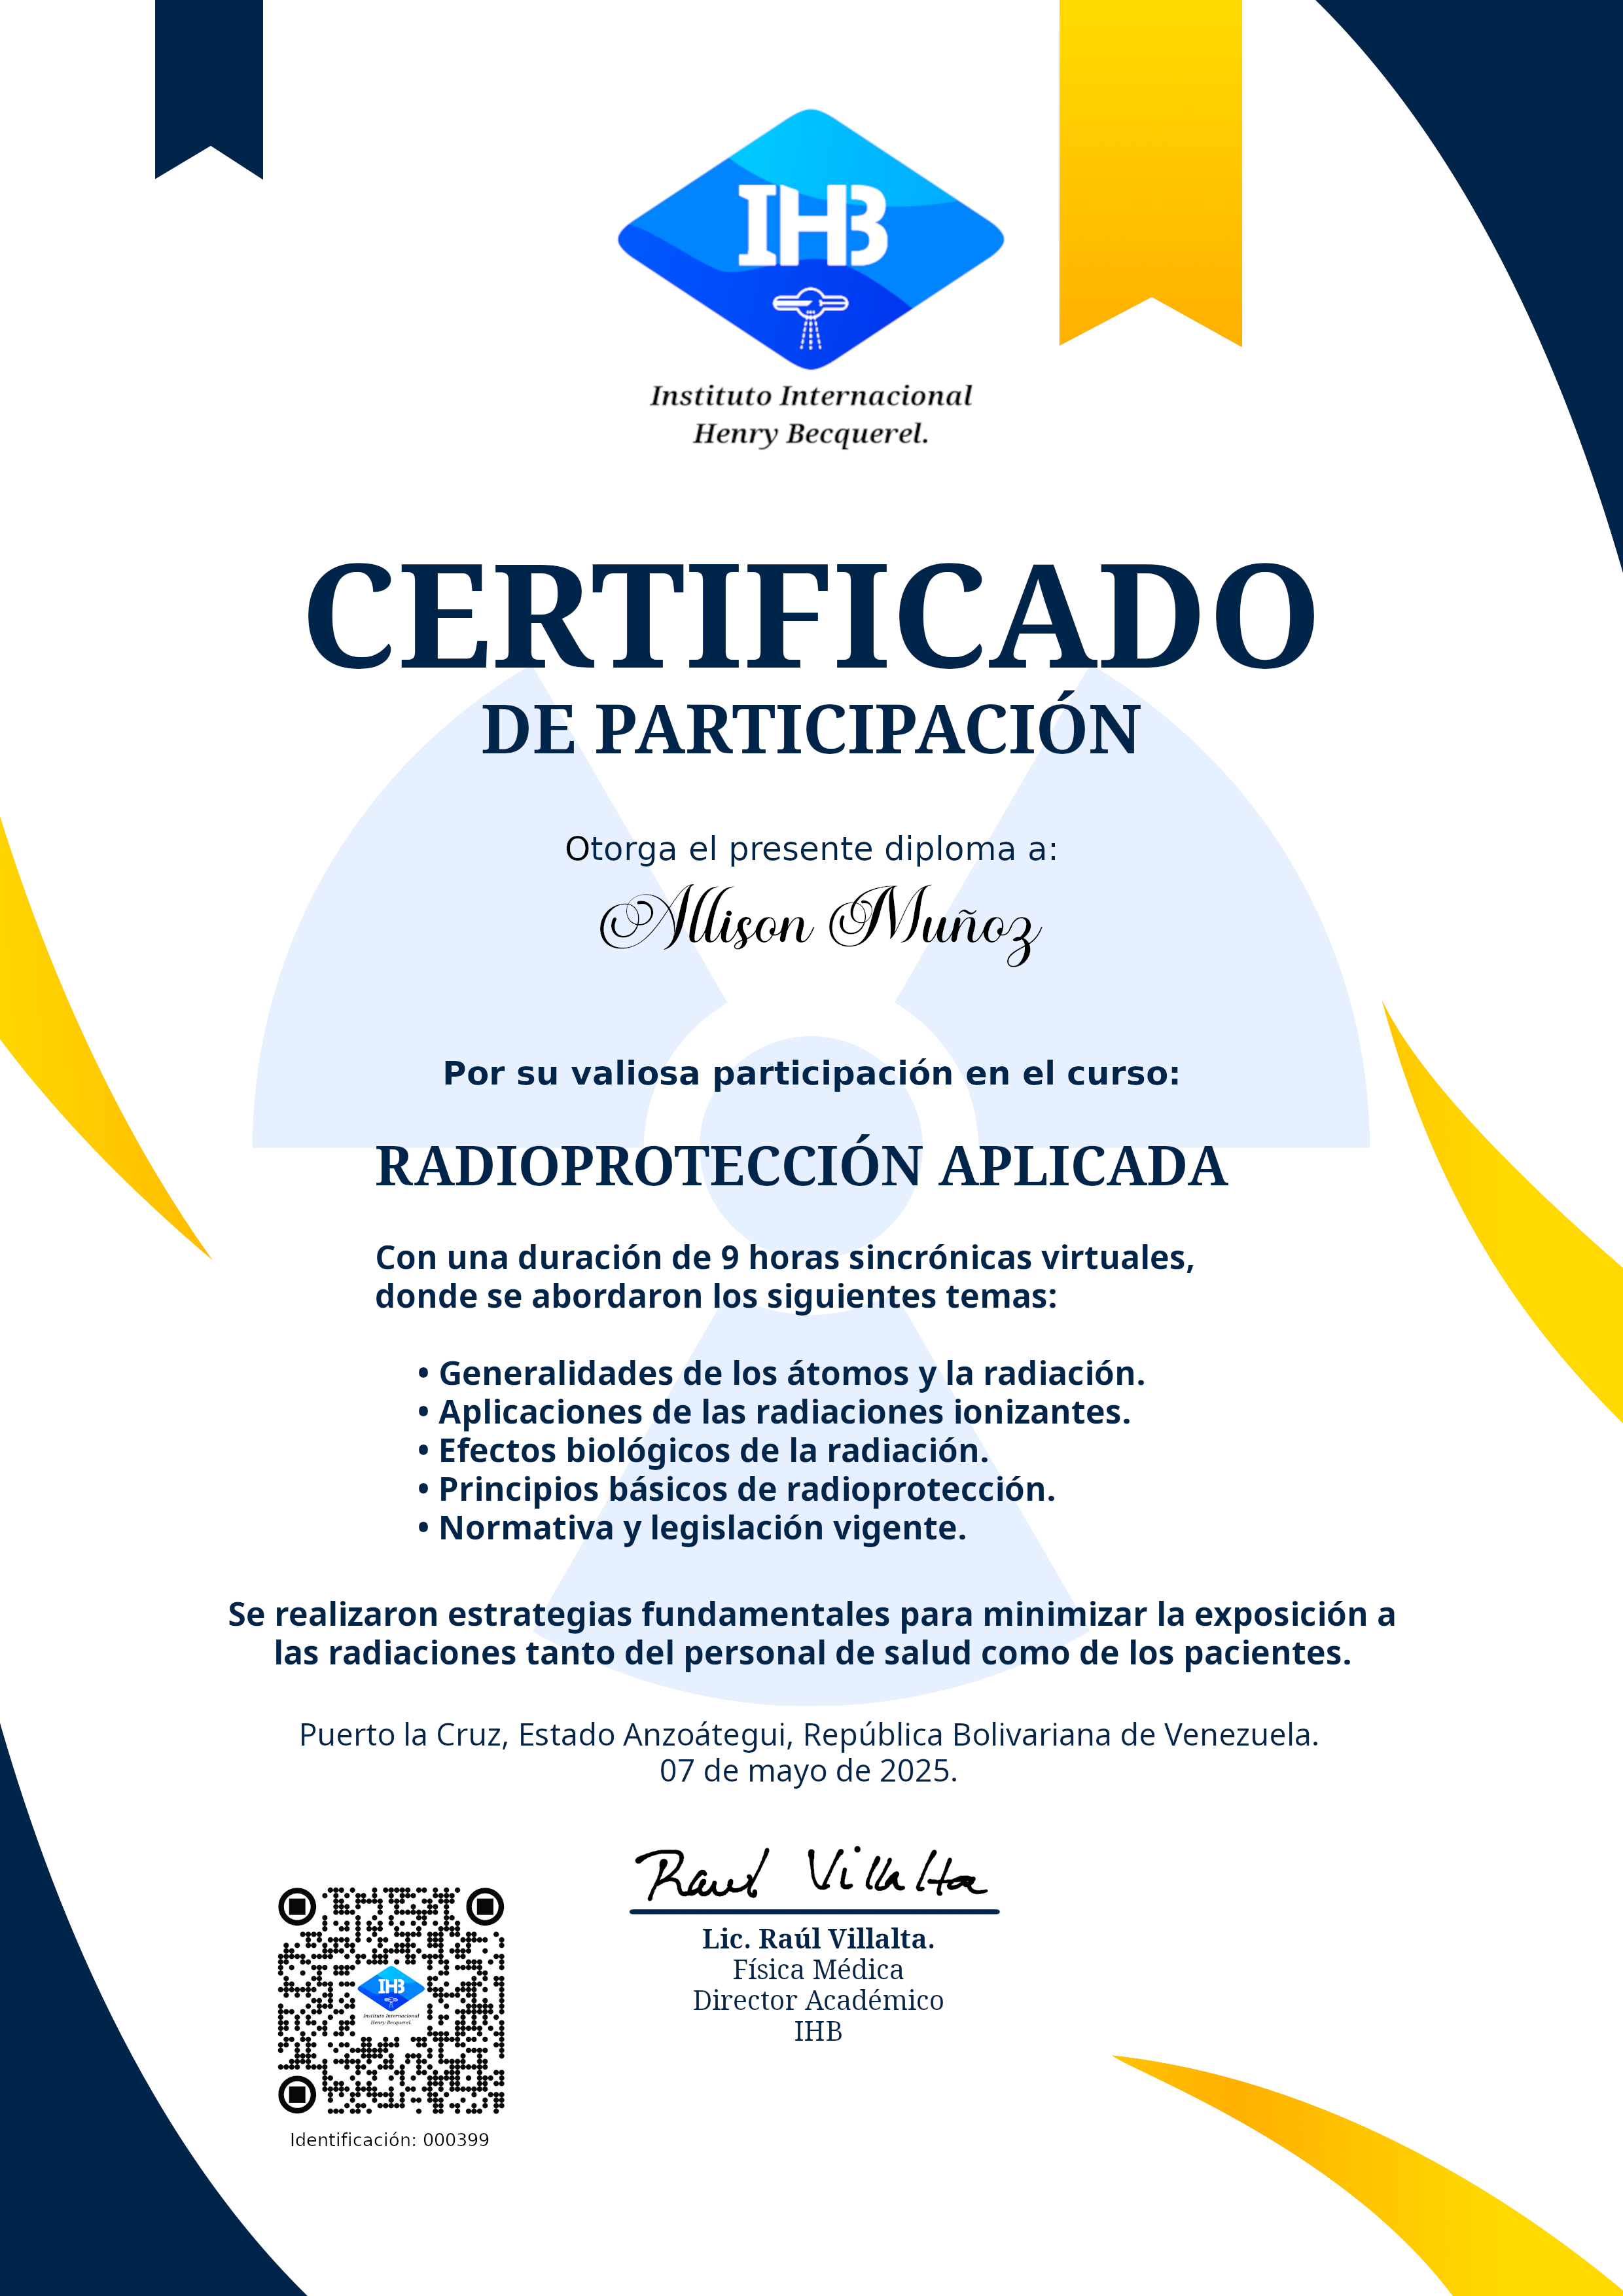 IHB
Instituto Internacional
Henry Becquerel.
CERTIFICADO
DE PARTICIPACIÓN
Otorga el presente diploma a:
Allison Muñoz
Por su valiosa participación en el curso:
RADIOPROTECCIÓN APLICADA
Con una duración de 9 horas sincrónicas virtuales,
donde se abordaron los siguientes temas:
• Generalidades de los átomos y la radiación.
• Aplicaciones de las radiaciones ionizantes.
• Efectos biológicos de la radiación.
• Principios básicos de radioprotección.
• Normativa y legislación vigente.
Se realizaron estrategias fundamentales para minimizar la exposición a
las radiaciones tanto del personal de salud como de los pacientes.
Puerto la Cruz, Estado Anzoátegui, República Bolivariana de Venezuela.
07 de mayo de 2025.
Raul Villalta
Lic. Raúl Villalta.
Física Médica
Director Académico
IHB
IHB
Instituto Internacional
Henry Becquerel.
Identificación: 000399